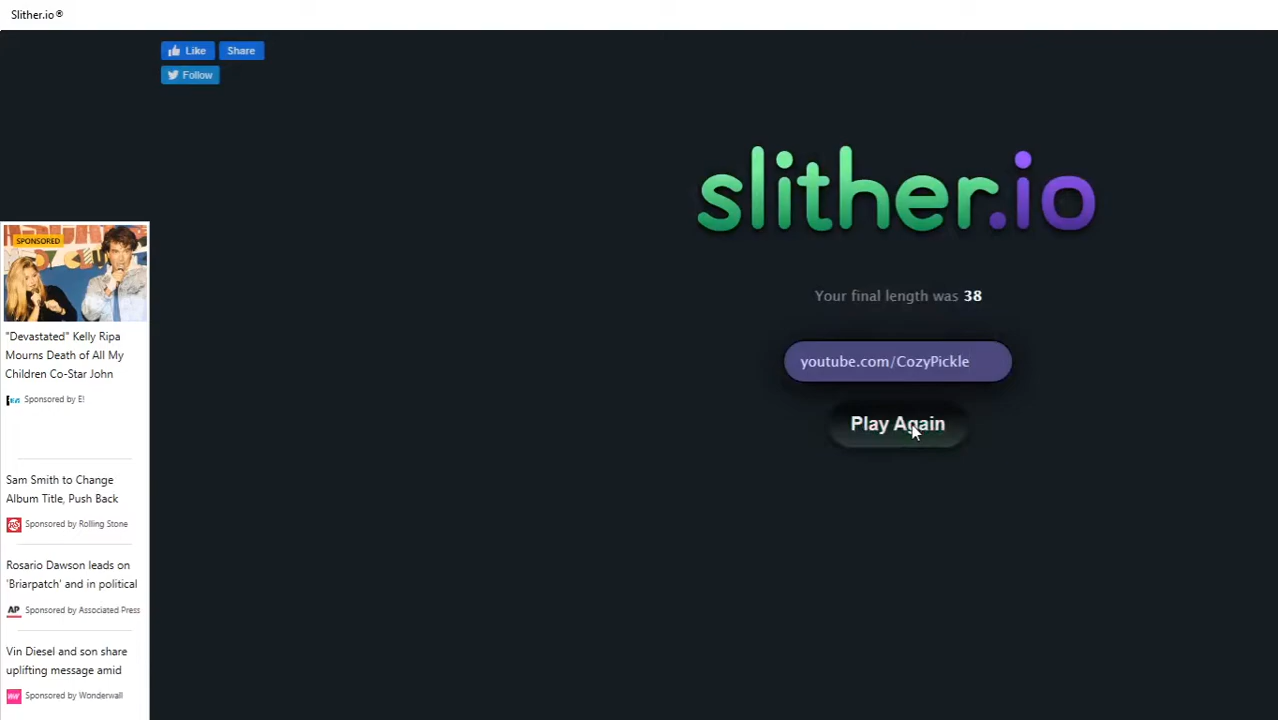 Slither.io®
Like
Share
Follow
slither.io
Your final length was 38
youtube.com/CozyPickle
Play Again
SPONSORED
"Devastated" Kelly Ripa
Mourns Death of All My
Children Co-Star John
Sponsored by E!
Sam Smith to Change
Album Title, Push Back
RS
Sponsored by Rolling Stone
Rosario Dawson leads on
'Briarpatch' and in political
AP
Sponsored by Associated Press
Vin Diesel and son share
uplifting message amid
Sponsored by Wonderwall